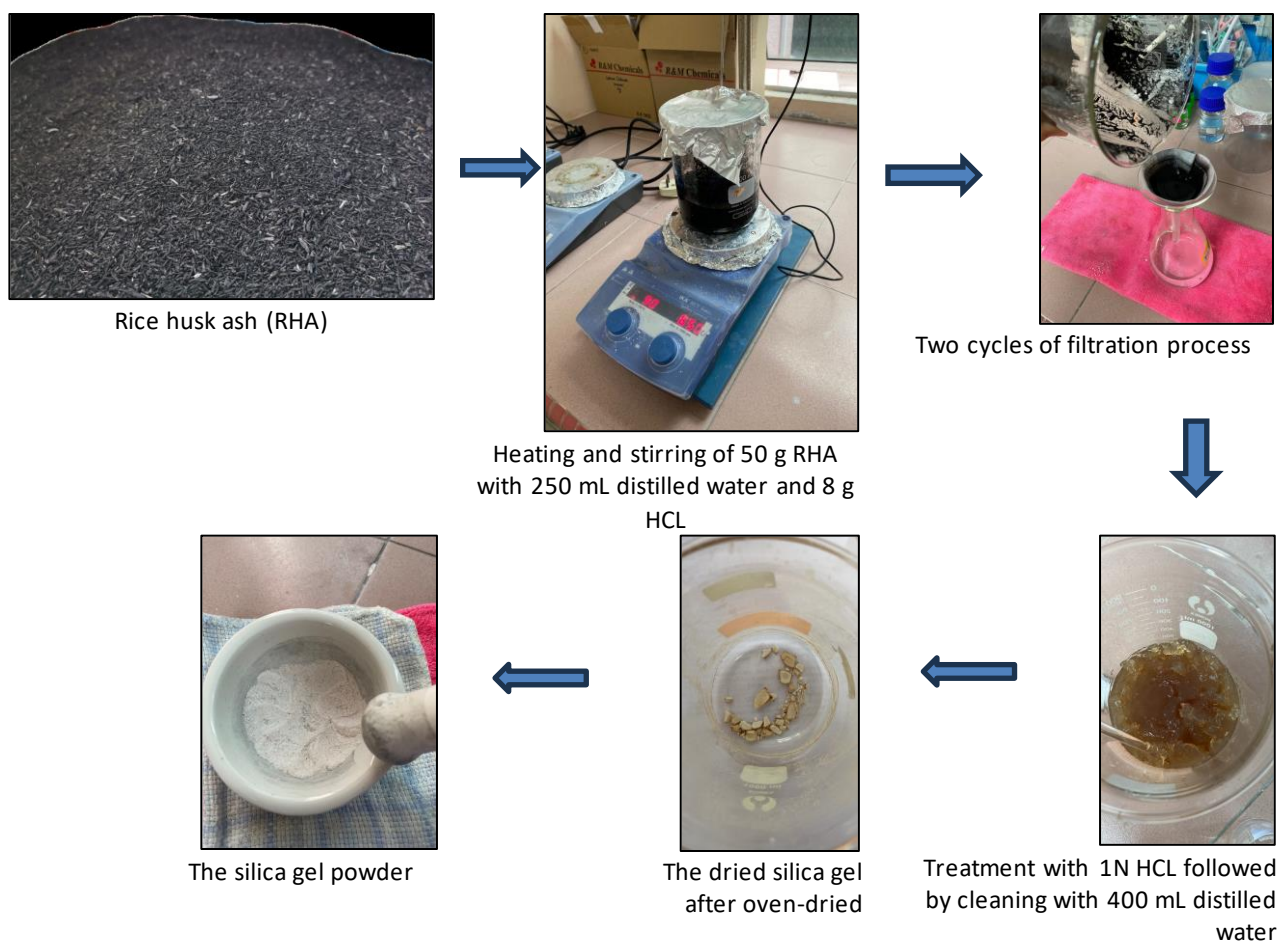 R&M Chemicals
R&M Chemicals
Rice husk ash (RHA)
Two cycles of filtration process
Heating and stirring of 50 g RHA
with 250 mL distilled water and 8 g
HCL
The silica gel powder
The dried silica gel
after oven-dried
Treatment with 1N HCL followed
by cleaning with 400 mL distilled
water